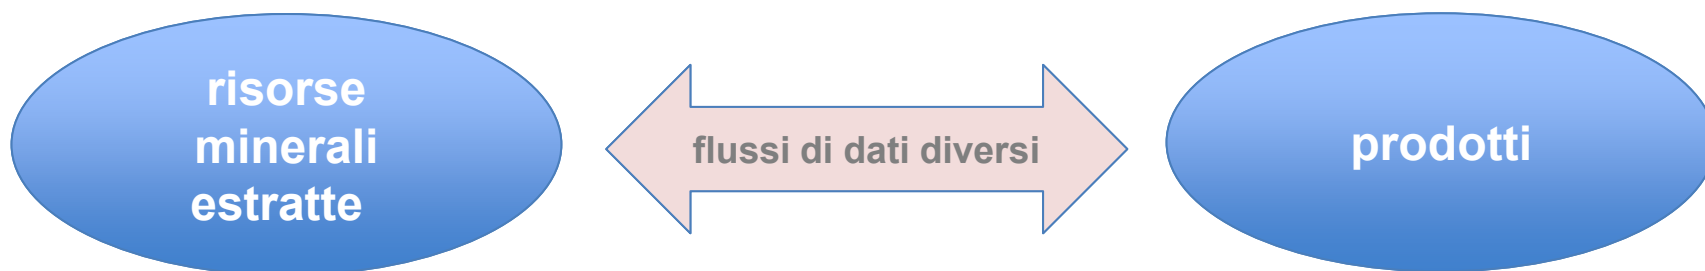 risorse
minerali
estratte
flussi di dati diversi
prodotti